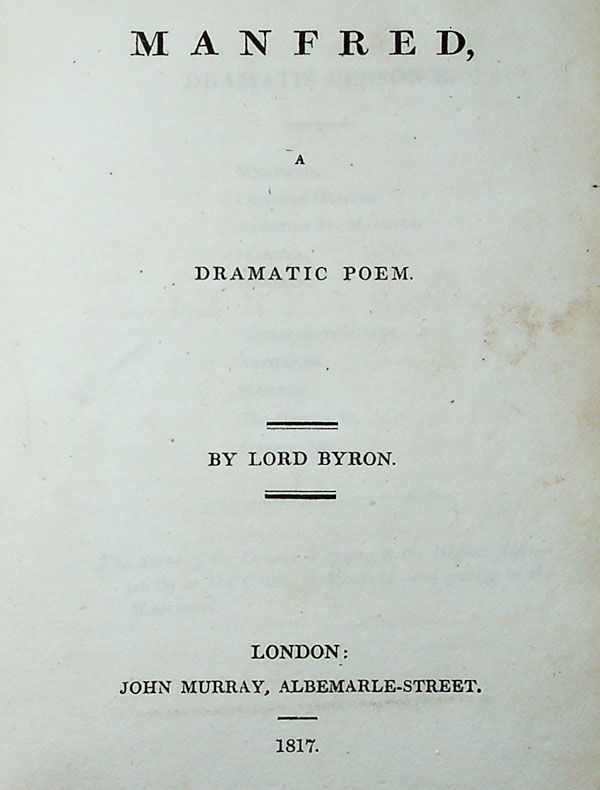 MANFRED,
A
DRAMATIC POEM.
BY LORD BYRON.
LONDON:
JOHN MURRAY, ALBEMARLE-STREET.
1817.